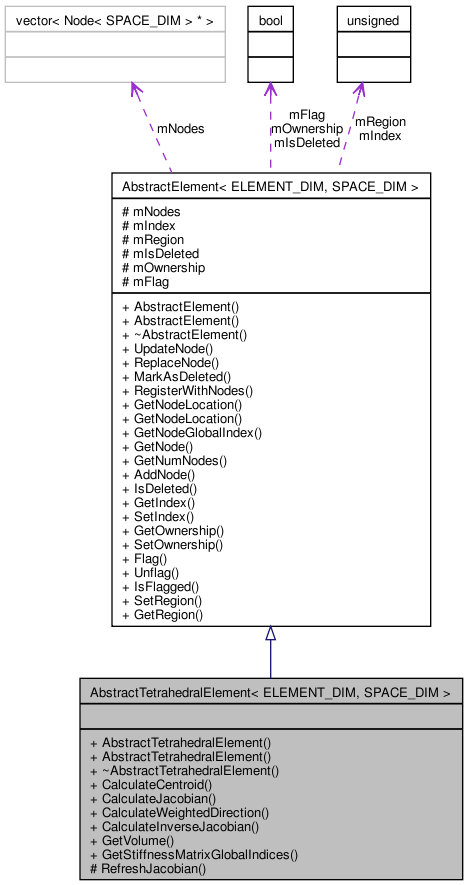 vector< Node< SPACE_DIM > * >
bool
unsigned
mNodes
mFlag
mOwnership
mIsDeleted
mRegion
mIndex
AbstractElement< ELEMENT_DIM, SPACE_DIM >
# mNodes
# mIndex
# mRegion
# mIsDeleted
# mOwnership
# mFlag
+ AbstractElement()
+ AbstractElement()
+ ~AbstractElement()
+ UpdateNode()
+ ReplaceNode()
+ MarkAsDeleted()
+ RegisterWithNodes()
+ GetNodeLocation()
+ GetNodeLocation()
+ GetNodeGlobalIndex()
+ GetNode()
+ GetNumNodes()
+ AddNode()
+ IsDeleted()
+ GetIndex()
+ SetIndex()
+ GetOwnership()
+ SetOwnership()
+ Flag()
+ Unflag()
+ IsFlagged()
+ SetRegion()
+ GetRegion()
AbstractTetrahedralElement< ELEMENT_DIM, SPACE_DIM >
+ AbstractTetrahedralElement()
+ AbstractTetrahedralElement()
+ ~AbstractTetrahedralElement()
+ CalculateCentroid()
+ CalculateJacobian()
+ CalculateWeightedDirection()
+ CalculateInverseJacobian()
+ GetVolume()
+ GetStiffnessMatrixGlobalIndices()
# RefreshJacobian()